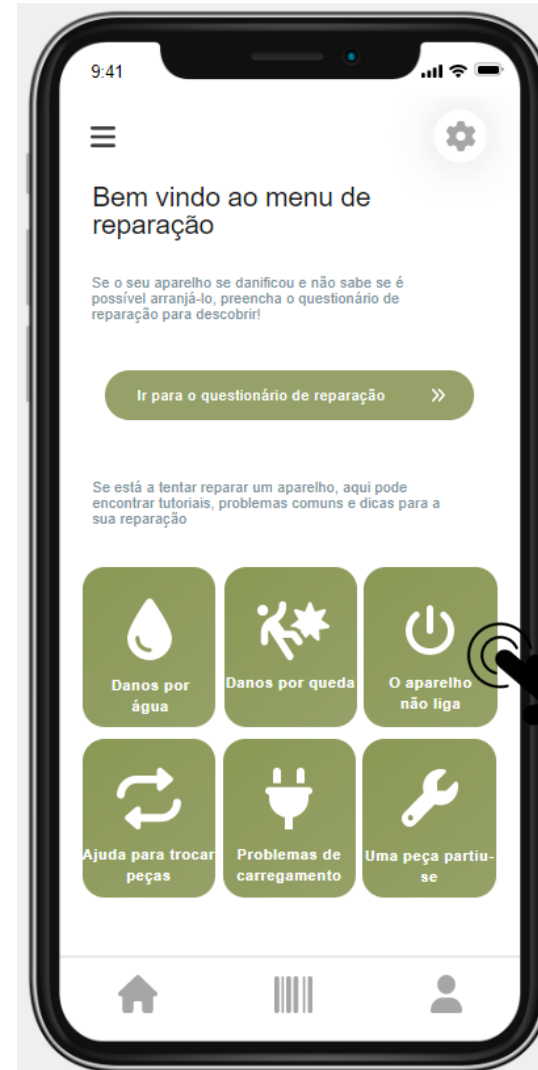 9:41
Bem vindo ao menu de
reparação
Se o seu aparelho se danificou e não sabe se é
possível arranjá-lo, preencha o questionário de
reparação para descobrir!
Ir para o questionário de reparação
Se está a tentar reparar um aparelho, aqui pode
encontrar tutoriais, problemas comuns e dicas para a
sua reparação
Danos por
água
Danos por queda
O aparelho
não liga
Ajuda para trocar
peças
Problemas de
carregamento
Uma peça partiu-
se